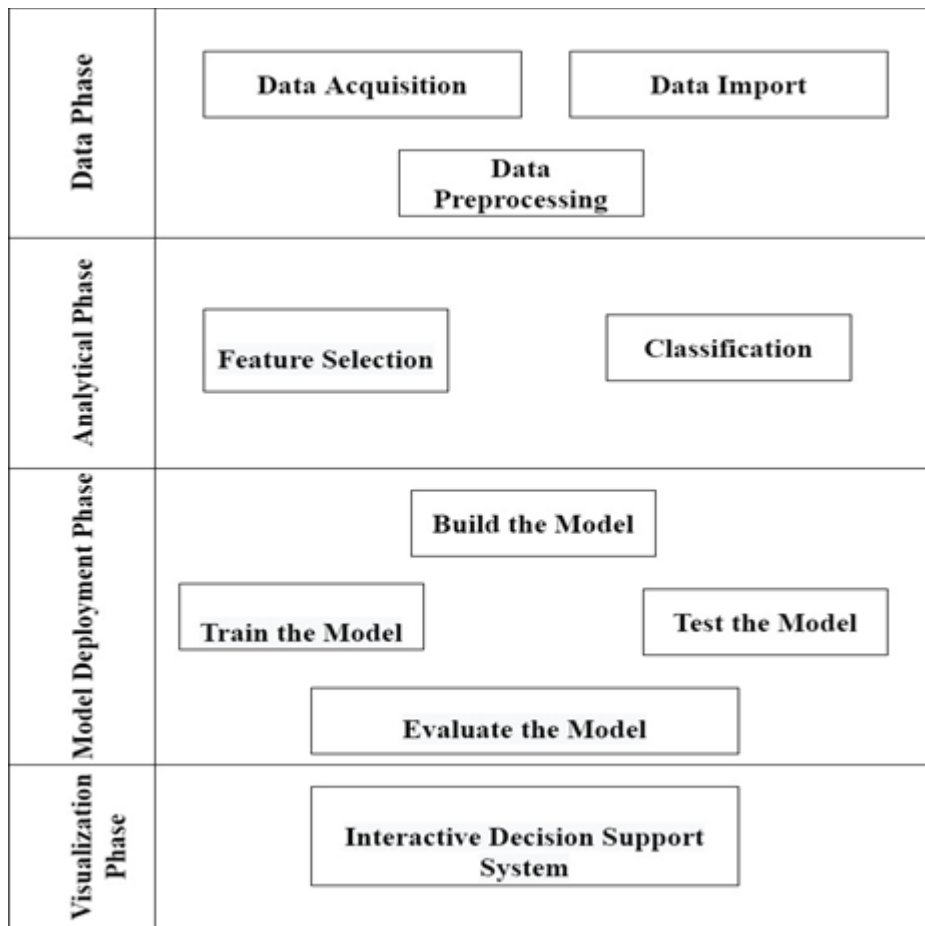 Data Phase
Data Acquisition
Data Import
Data
Preprocessing
Analytical Phase
Feature Selection
Classification
Model Deployment Phase
Build the Model
Train the Model
Test the Model
Evaluate the Model
Visualization
Phase
Interactive Decision Support
System